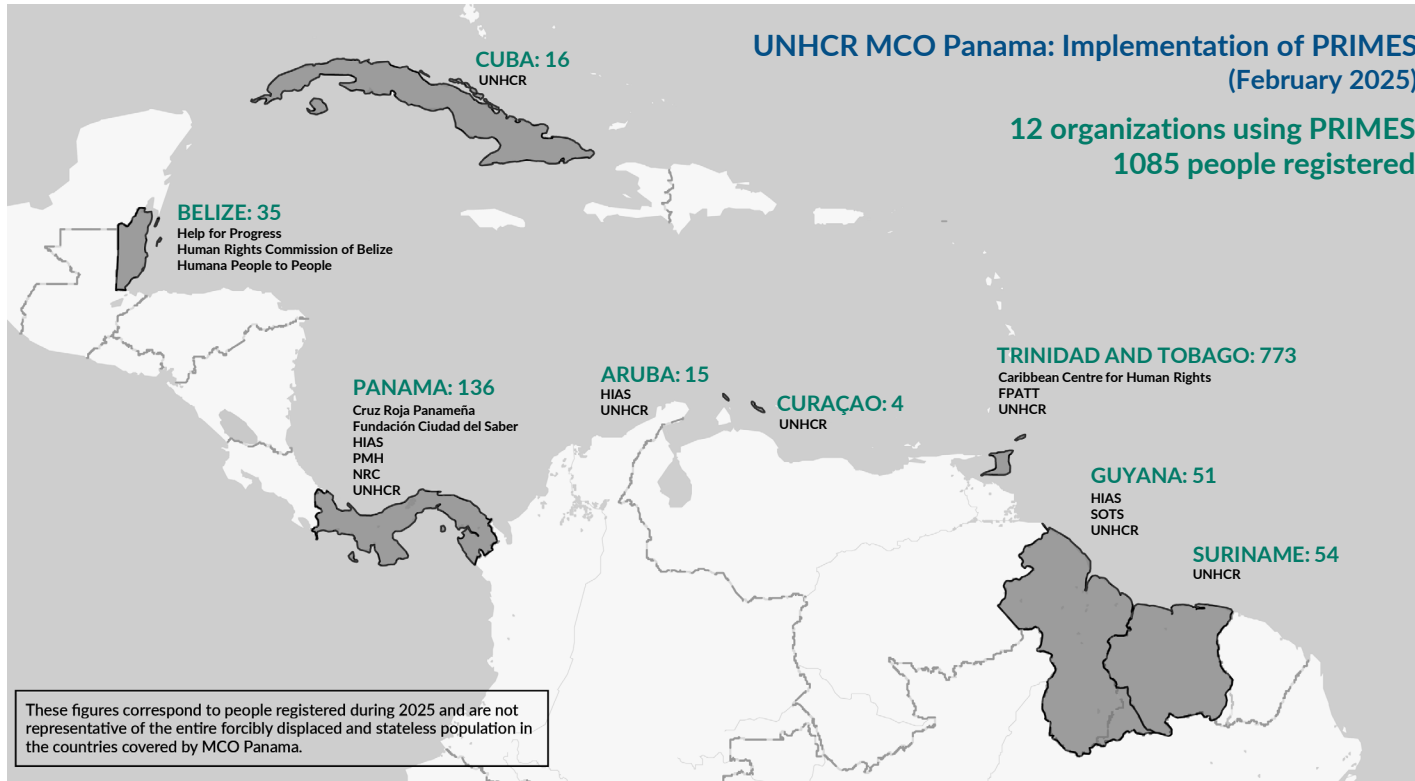 UNHCR MCO Panama: Implementation of PRIMES
(February 2025)
12 organizations using PRIMES
1085 people registered
CUBA: 16
UNHCR
BELIZE: 35
Help for Progress
Human Rights Commission of Belize
Humana People to People
PANAMA: 136
Cruz Roja Panameña
Fundación Ciudad del Saber
HIAS
PMH
NRC
UNHCR
ARUBA: 15
HIAS
UNHCR
CURAÇAO: 4
UNHCR
TRINIDAD AND TOBAGO: 773
Caribbean Centre for Human Rights
FPATT
UNHCR
GUYANA: 51
HIAS
SOTS
UNHCR
SURINAME: 54
UNHCR
These figures correspond to people registered during 2025 and are not
representative of the entire forcibly displaced and stateless population in
the countries covered by MCO Panama.